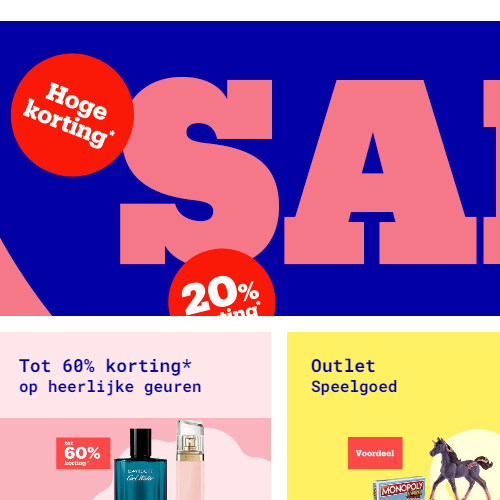 Hoge
korting*
SA
20%
Tot 60% korting*
op heerlijke geuren
Outlet
Speelgoed
tot
60%
korting*
Voordeel
DAVIDOFF
Cool Water
MONOPOLY